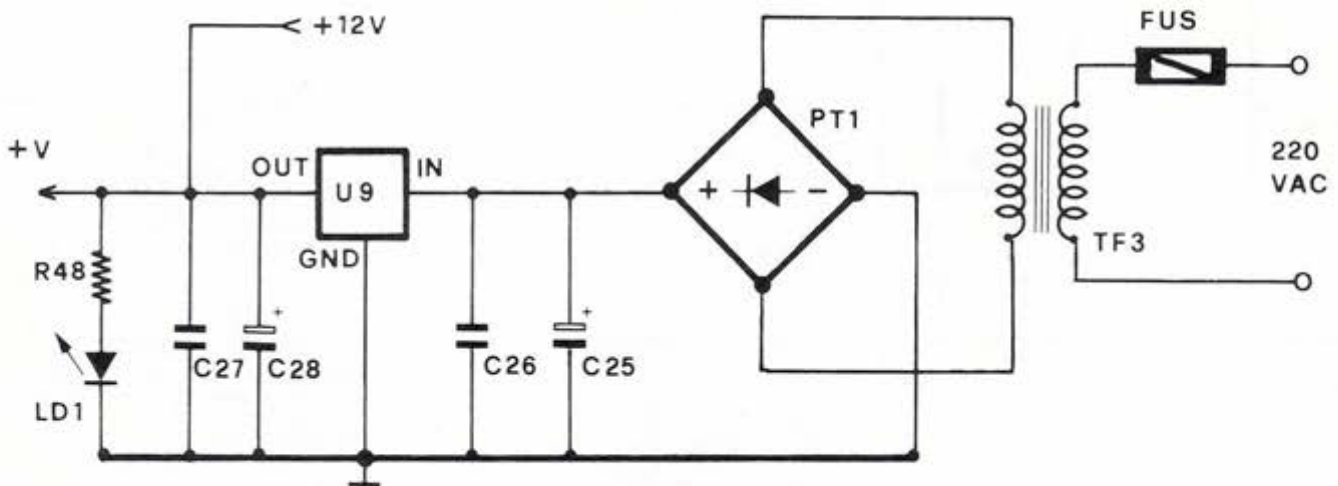 +12V
FUS
PT1
+V
OUT
U9
IN
+
-
220
VAC
GND
TF3
R48
+
+
C27
C28
C26
C25
LD1